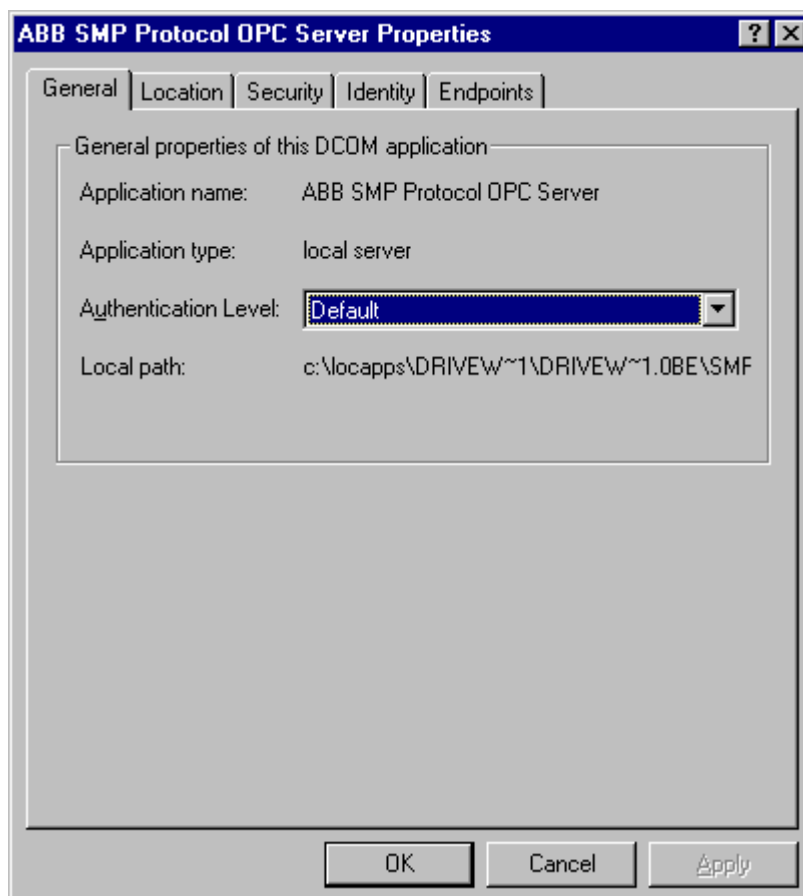 ABB SMP Protocol OPC Server Properties ? X
General Location Security Identity Endpoints
General properties of this DCOM application
Application name: ABB SMP Protocol OPC Server
Application type: local server
Authentication Level: Default
Local path: c:\locapps\DRIVEW~1\DRIVEW~1.0BE\SMF
OK Cancel Apply